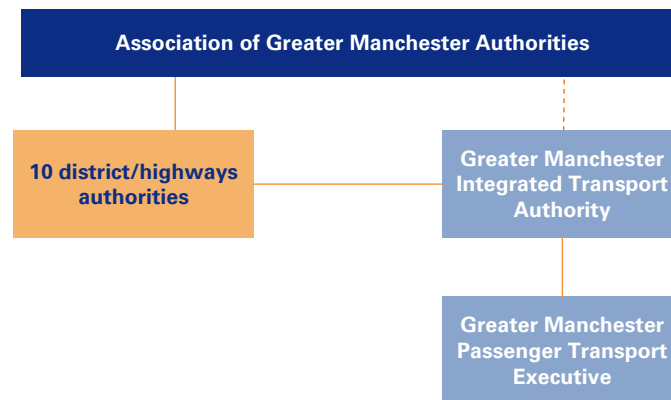 Association of Greater Manchester Authorities
10 district/highways
authorities
Greater Manchester
Integrated Transport
Authority
Greater Manchester
Passenger Transport
Executive